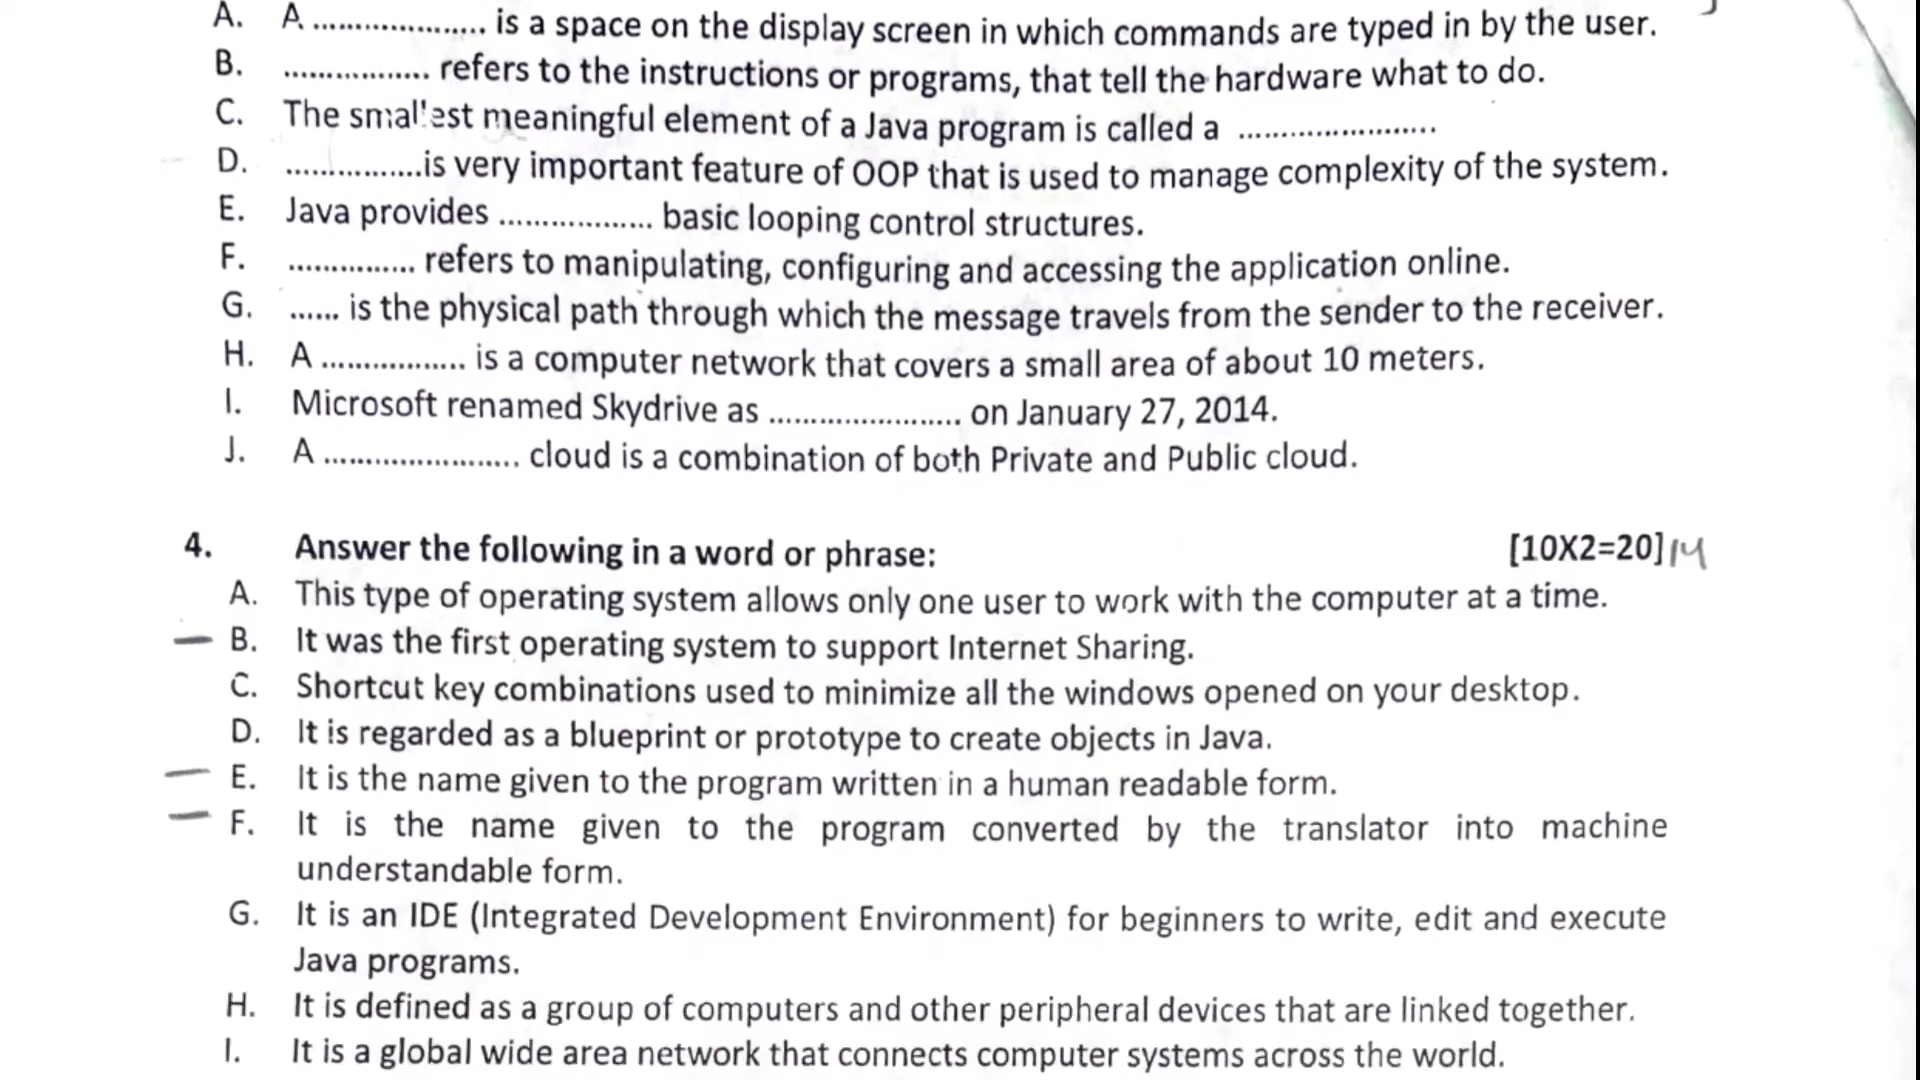 A. A ................... is a space on the display screen in which commands are typed in by the user.
B. ................. refers to the instructions or programs, that tell the hardware what to do.
C. The smallest meaningful element of a Java program is called a .......................
D. ................is very important feature of OOP that is used to manage complexity of the system.
E. Java provides .................. basic looping control structures.
F. ............... refers to manipulating, configuring and accessing the application online.
G. ...... is the physical path through which the message travels from the sender to the receiver.
H. A ................. is a computer network that covers a small area of about 10 meters.
I. Microsoft renamed Skydrive as ...................... on January 27, 2014.
J. A ....................... cloud is a combination of both Private and Public cloud.
4. Answer the following in a word or phrase: [10X2=20] 14
A. This type of operating system allows only one user to work with the computer at a time.
B. It was the first operating system to support Internet Sharing.
C. Shortcut key combinations used to minimize all the windows opened on your desktop.
D. It is regarded as a blueprint or prototype to create objects in Java.
E. It is the name given to the program written in a human readable form.
F. It is the name given to the program converted by the translator into machine
understandable form.
G. It is an IDE (Integrated Development Environment) for beginners to write, edit and execute
Java programs.
H. It is defined as a group of computers and other peripheral devices that are linked together.
I. It is a global wide area network that connects computer systems across the world.